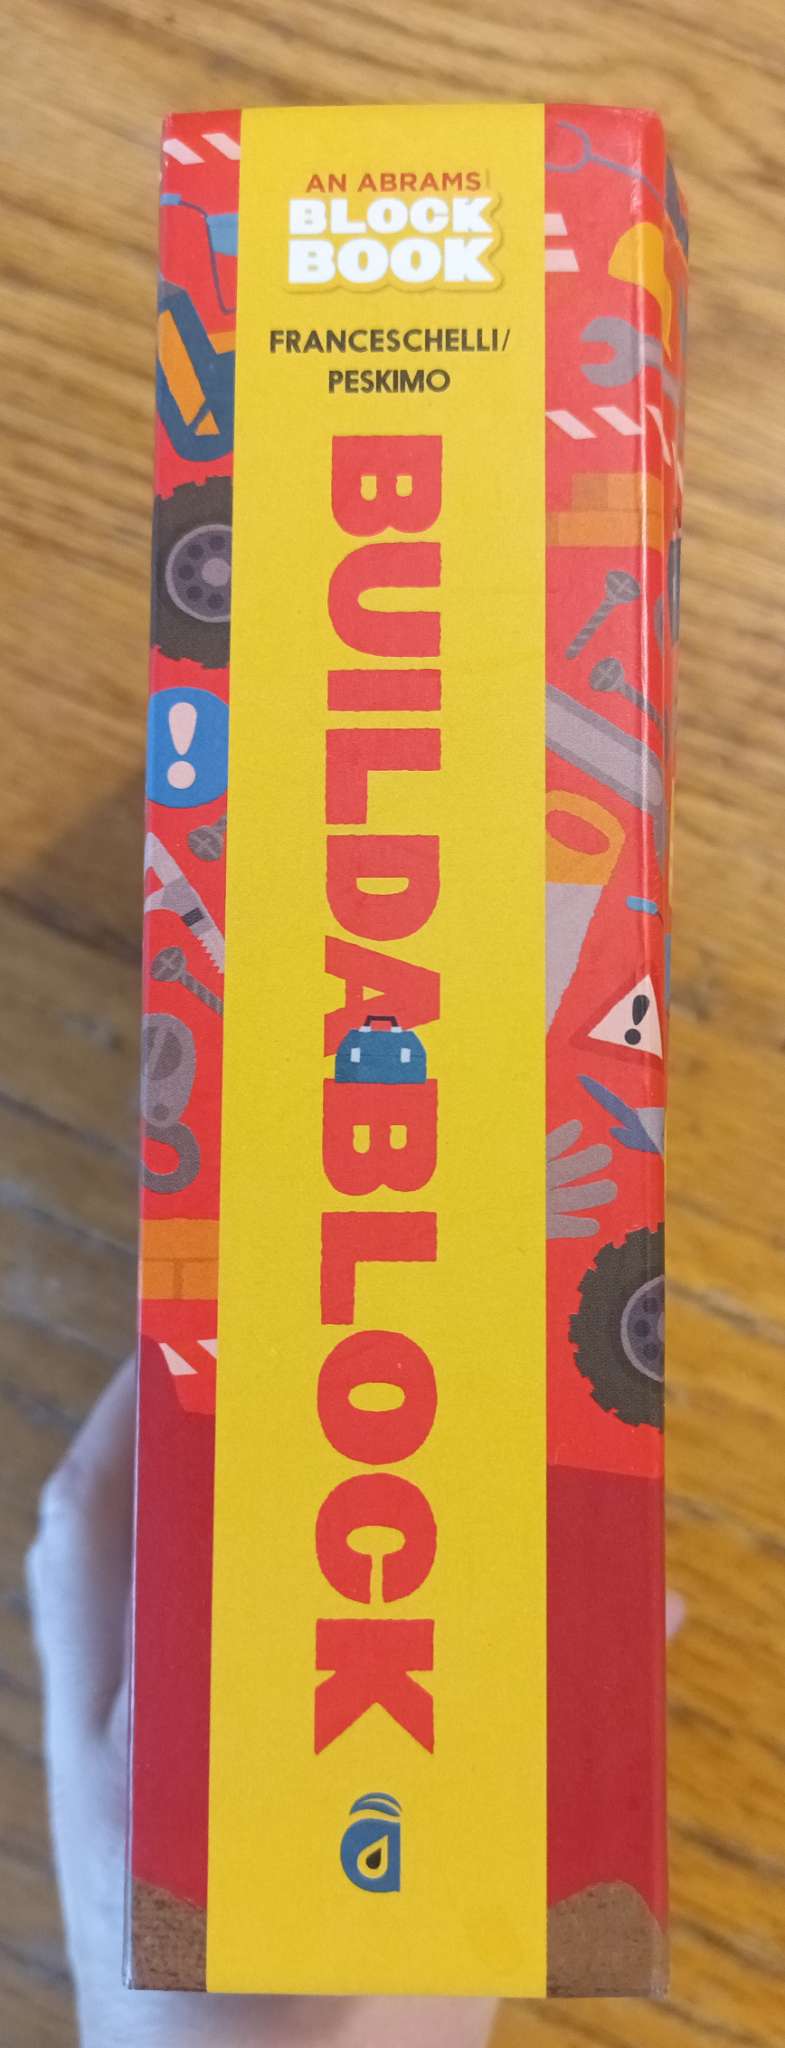 AN ABRAMS
BLOCK
BOOK
FRANCESCHELLI/
PESKIMO
BUILDABLOCK
!
!
a